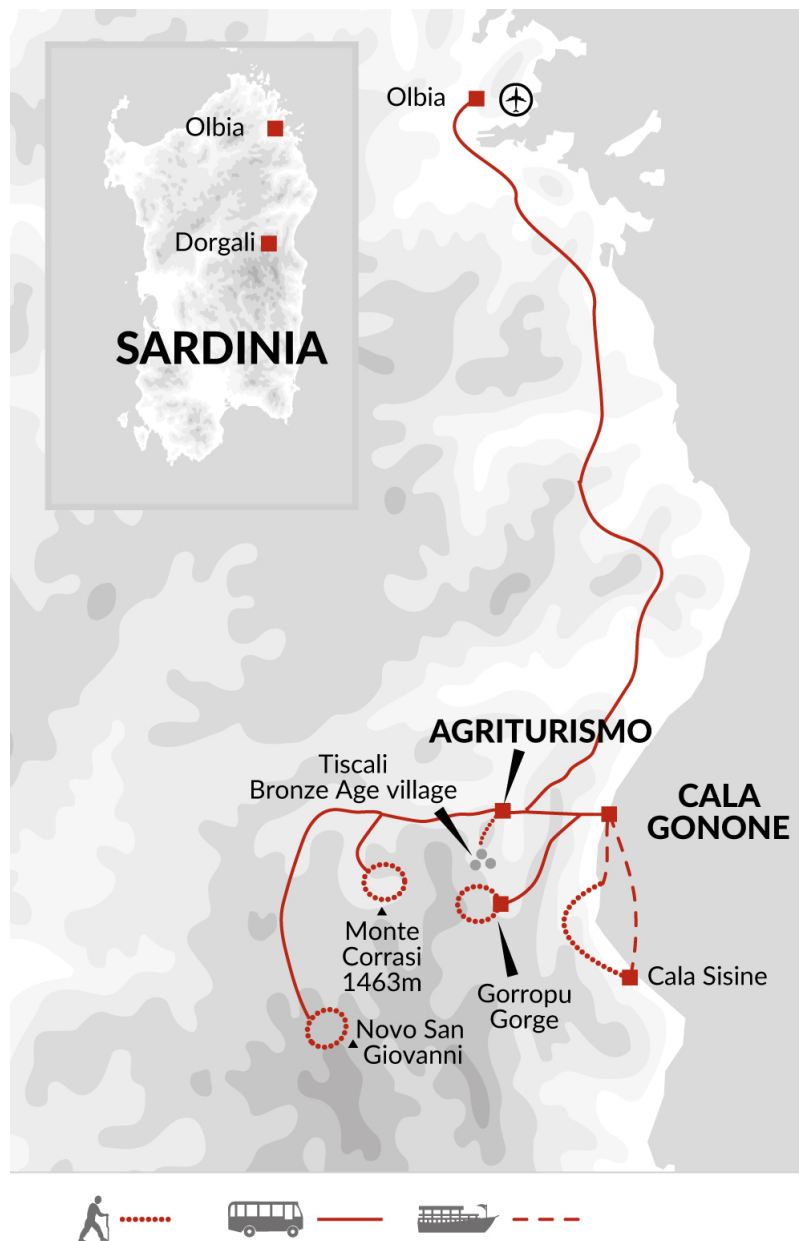 Olbia
Olbia
Dorgali
SARDINIA
AGRITURISMO
Tiscali
Bronze Age village
CALA
GONONE
Monte
Corrasi
1463m
Gorropu
Gorge
Cala Sisine
Novo San
Giovanni